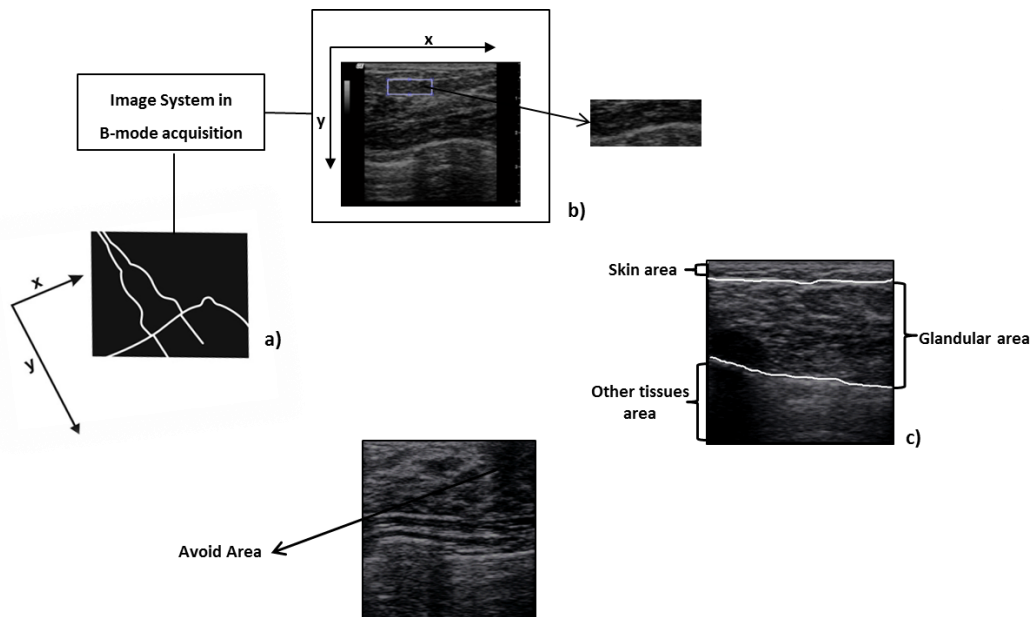 x
Image System in
B-mode acquisition
y
b)
x
y
a)
Skin area
Glandular area
Other tissues
area
c)
Avoid Area